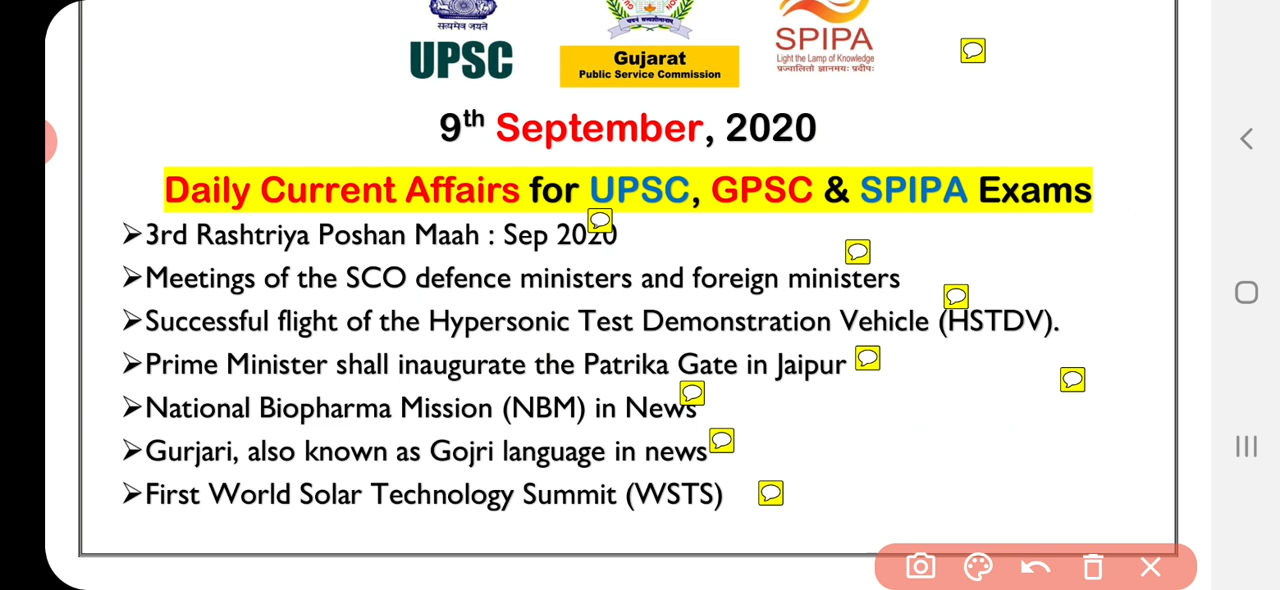 सत्यमेव जयते
UPSC
Gujarat
Public Service Commission
SPIPA
Light the Lamp of Knowledge
प्रज्वालितो ज्ञानमयः प्रदीपः
9th September, 2020
Daily Current Affairs for UPSC, GPSC & SPIPA Exams
➢3rd Rashtriya Poshan Maah : Sep 2020
➢Meetings of the SCO defence ministers and foreign ministers
➢Successful flight of the Hypersonic Test Demonstration Vehicle (HSTDV).
➢Prime Minister shall inaugurate the Patrika Gate in Jaipur
➢National Biopharma Mission (NBM) in News
➢Gurjari, also known as Gojri language in news
➢First World Solar Technology Summit (WSTS)